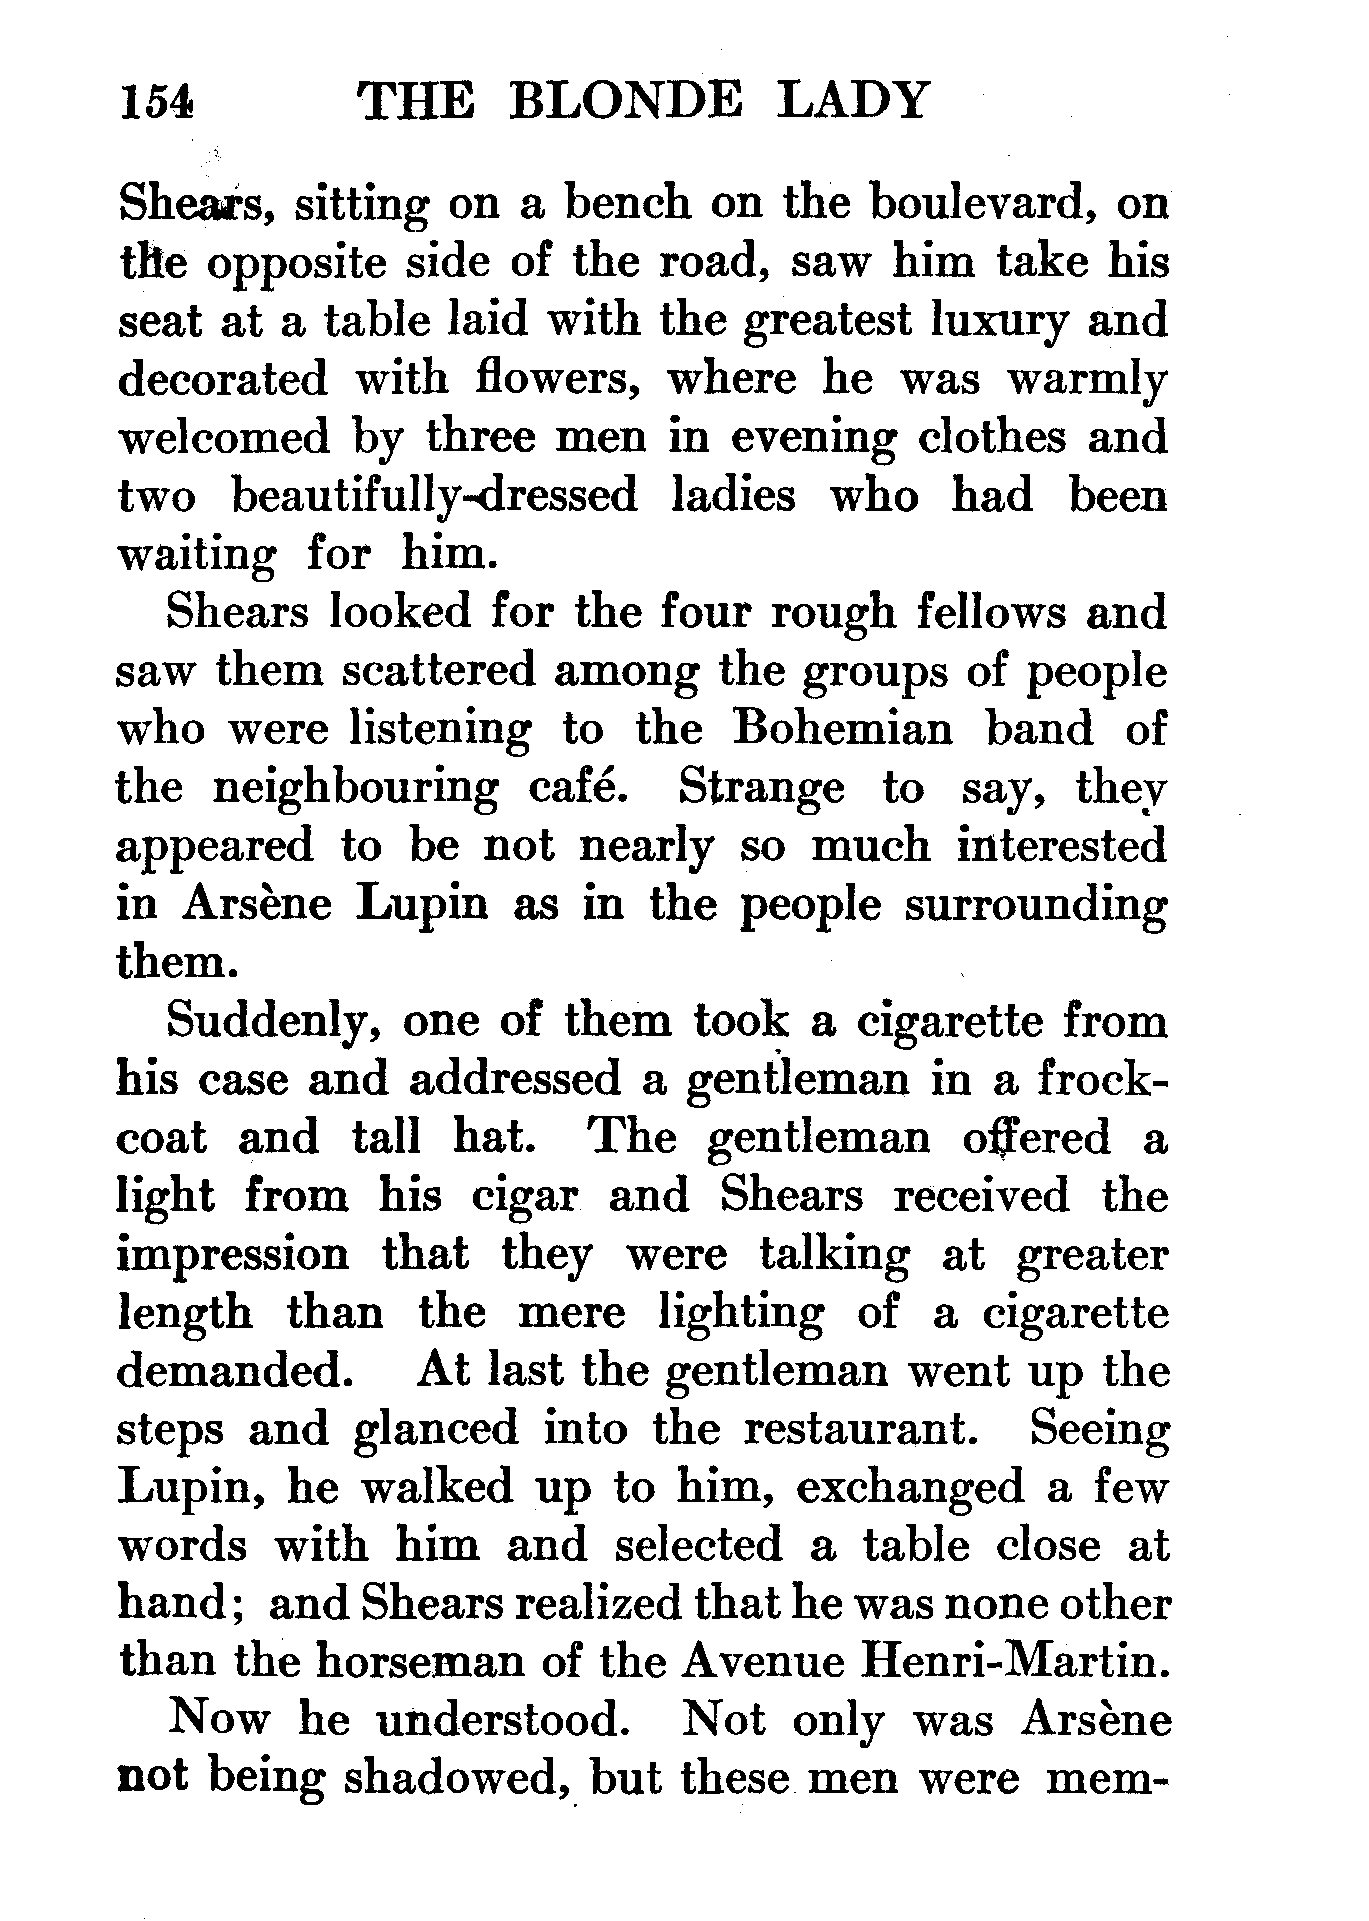 154 THE BLONDE LADY
Shears, sitting on a bench on the boulevard, on
the opposite side of the road, saw him take his
seat at a table laid with the greatest luxury and
decorated with flowers, where he was warmly
welcomed by three men in evening clothes and
two beautifully-dressed ladies who had been
waiting for him.
Shears looked for the four rough fellows and
saw them scattered among the groups of people
who were listening to the Bohemian band of
the neighbouring café. Strange to say, they
appeared to be not nearly so much interested
in Arsène Lupin as in the people surrounding
them.
Suddenly, one of them took a cigarette from
his case and addressed a gentleman in a frock-
coat and tall hat. The gentleman offered a
light from his cigar and Shears received the
impression that they were talking at greater
length than the mere lighting of a cigarette
demanded. At last the gentleman went up the
steps and glanced into the restaurant. Seeing
Lupin, he walked up to him, exchanged a few
words with him and selected a table close at
hand; and Shears realized that he was none other
than the horseman of the Avenue Henri-Martin.
Now he understood. Not only was Arsène
not being shadowed, but these men were mem-